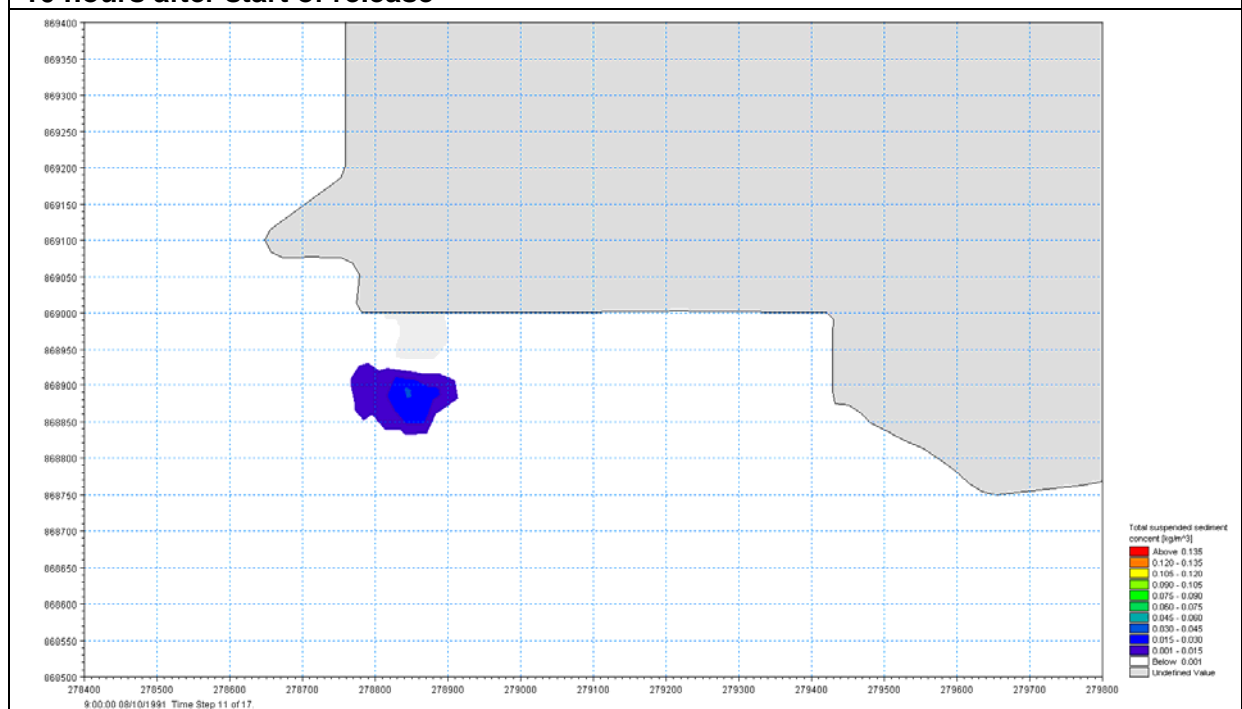 10 hours after start of release
869400
869350
869300
869250
869200
869150
869100
869050
869000
868950
868900
868850
868800
868750
868700
868650
868600
868550
868500
278400 278500 278600 278700 278800 278900 279000 279100 279200 279300 279400 279500 279600 279700 279800
9:00:00 08/10/1991 Time Step 11 of 17.
Total suspended sediment
concent [kg/m^3]
Above 0.135
0.120 - 0.135
0.105 - 0.120
0.090 - 0.105
0.075 - 0.090
0.060 - 0.075
0.045 - 0.060
0.030 - 0.045
0.015 - 0.030
0.001 - 0.015
Below 0.001
Undefined Value